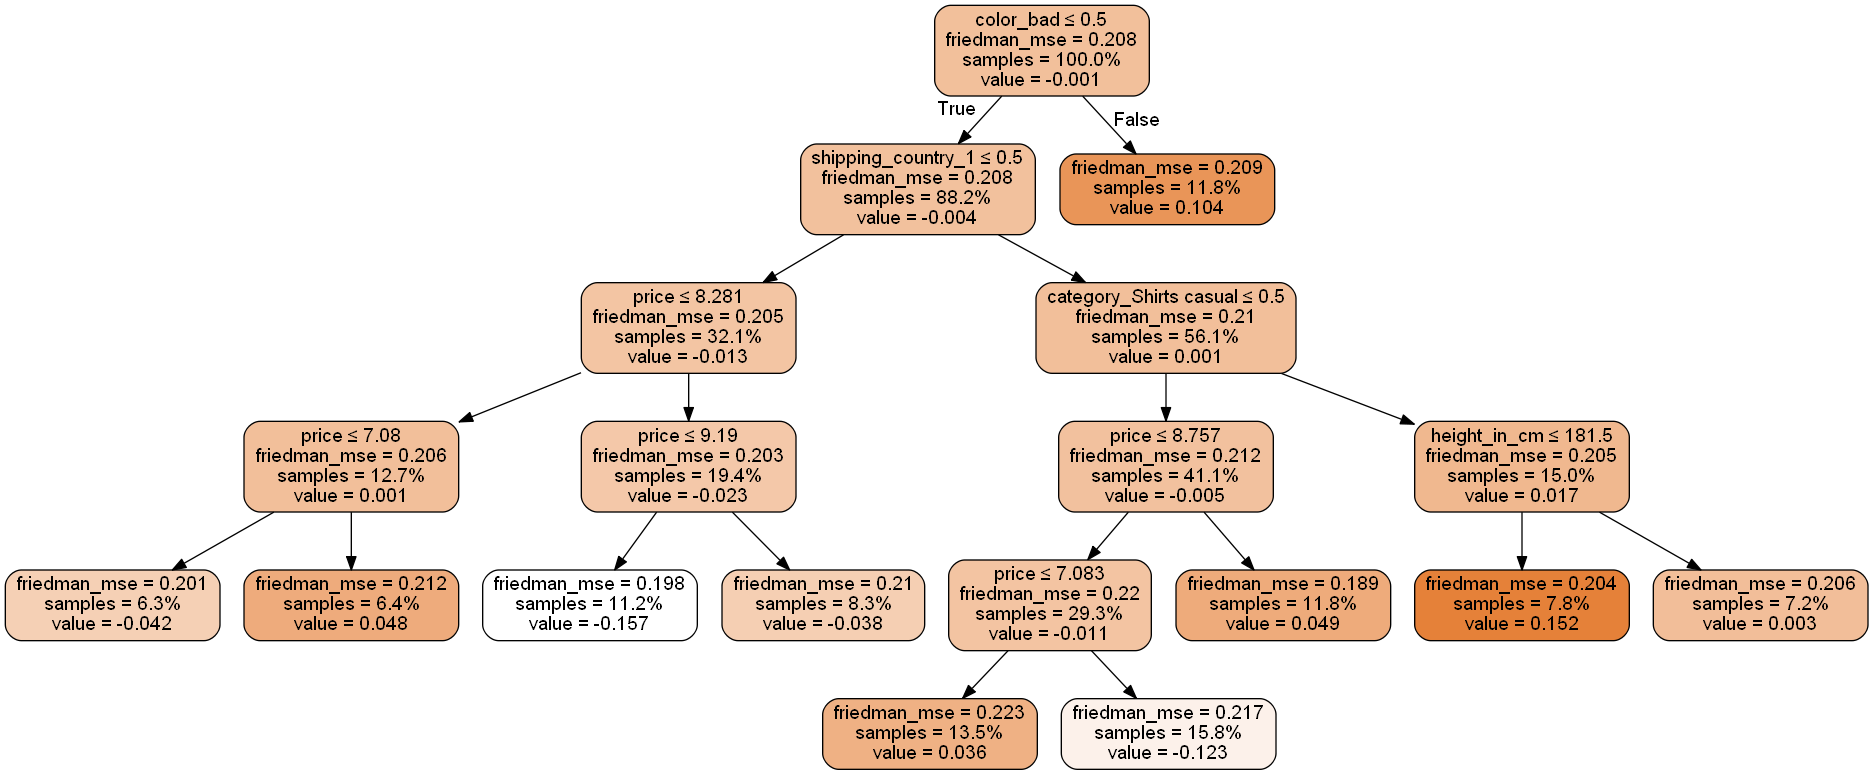 color_bad ≤ 0.5
friedman_mse = 0.208
samples = 100.0%
value = -0.001
True
False
shipping_country_1 ≤ 0.5
friedman_mse = 0.208
samples = 88.2%
value = -0.004
friedman_mse = 0.209
samples = 11.8%
value = 0.104
price ≤ 8.281
friedman_mse = 0.205
samples = 32.1%
value = -0.013
category_Shirts casual ≤ 0.5
friedman_mse = 0.21
samples = 56.1%
value = 0.001
price ≤ 7.08
friedman_mse = 0.206
samples = 12.7%
value = 0.001
price ≤ 9.19
friedman_mse = 0.203
samples = 19.4%
value = -0.023
price ≤ 8.757
friedman_mse = 0.212
samples = 41.1%
value = -0.005
height_in_cm ≤ 181.5
friedman_mse = 0.205
samples = 15.0%
value = 0.017
friedman_mse = 0.201
samples = 6.3%
value = -0.042
friedman_mse = 0.212
samples = 6.4%
value = 0.048
friedman_mse = 0.198
samples = 11.2%
value = -0.157
friedman_mse = 0.21
samples = 8.3%
value = -0.038
price ≤ 7.083
friedman_mse = 0.22
samples = 29.3%
value = -0.011
friedman_mse = 0.189
samples = 11.8%
value = 0.049
friedman_mse = 0.204
samples = 7.8%
value = 0.152
friedman_mse = 0.206
samples = 7.2%
value = 0.003
friedman_mse = 0.223
samples = 13.5%
value = 0.036
friedman_mse = 0.217
samples = 15.8%
value = -0.123